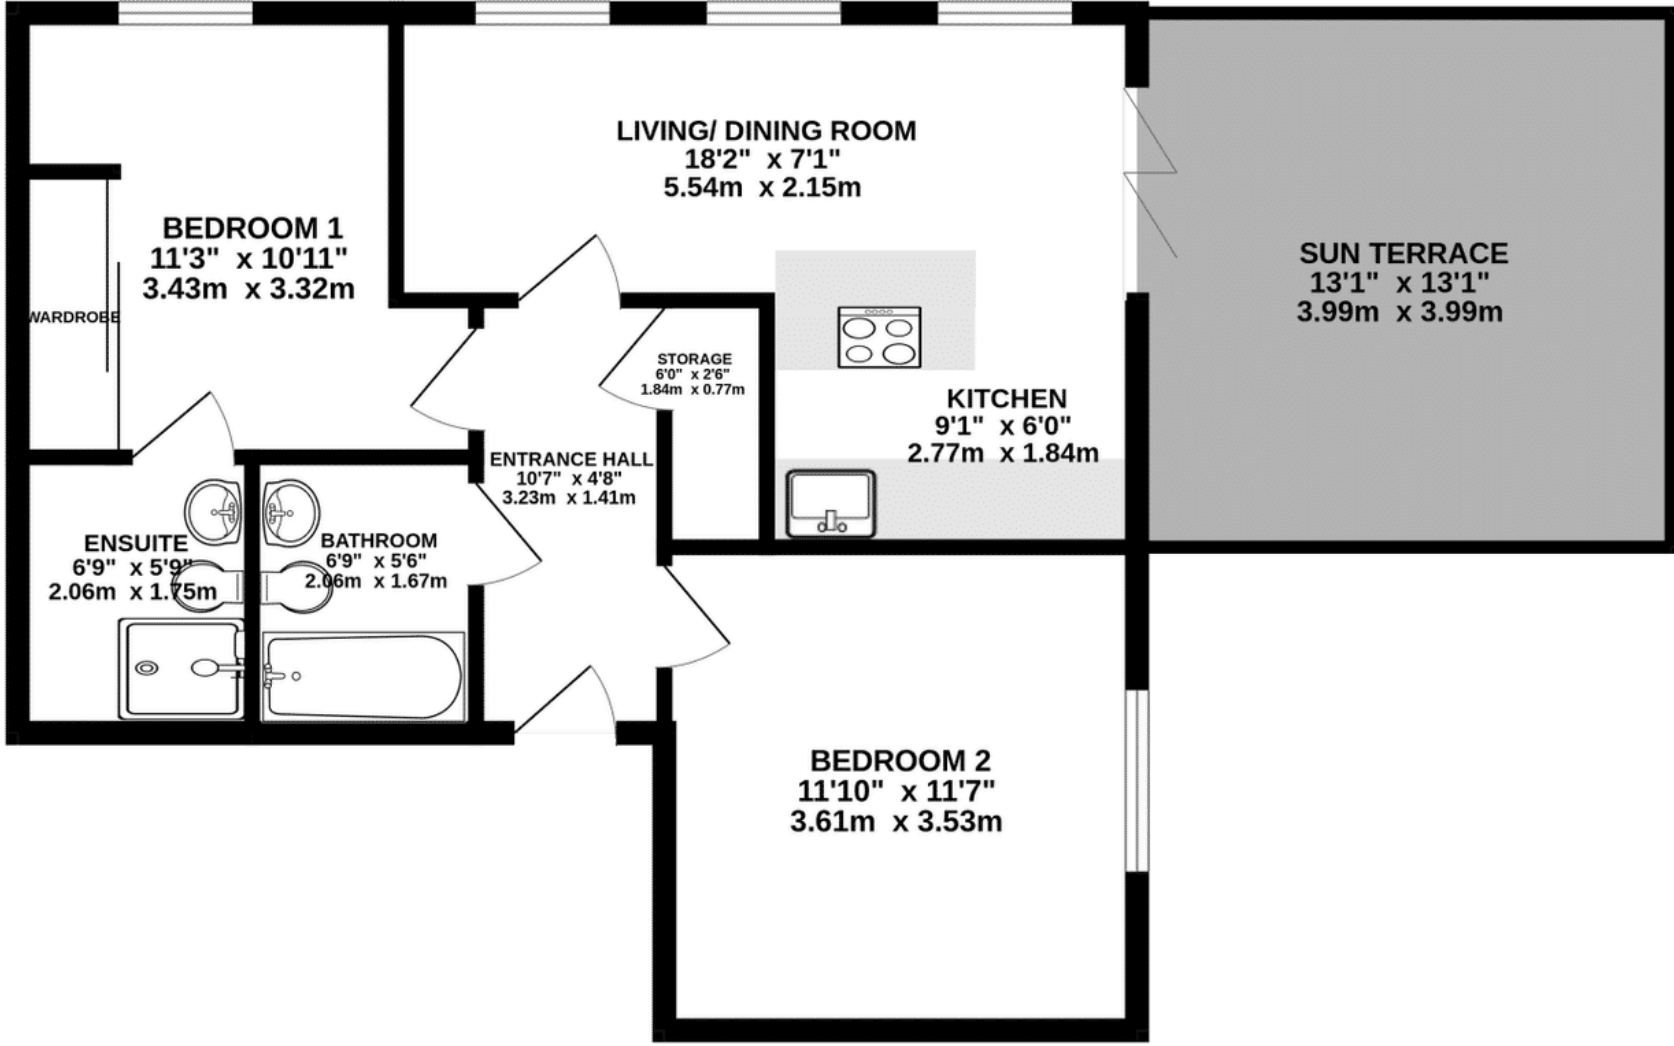 LIVING/ DINING ROOM
18'2" x 7'1"
5.54m x 2.15m
BEDROOM 1
11'3" x 10'11"
3.43m x 3.32m
SUN TERRACE
13'1" x 13'1"
3.99m x 3.99m
WARDROBE
STORAGE
6'0" x 2'6"
1.84m x 0.77m
KITCHEN
9'1" x 6'0"
2.77m x 1.84m
ENTRANCE HALL
10'7" x 4'8"
3.23m x 1.41m
ENSUITE
6'9" x 5'9"
2.06m x 1.75m
BATHROOM
6'9" x 5'6"
2.06m x 1.67m
BEDROOM 2
11'10" x 11'7"
3.61m x 3.53m